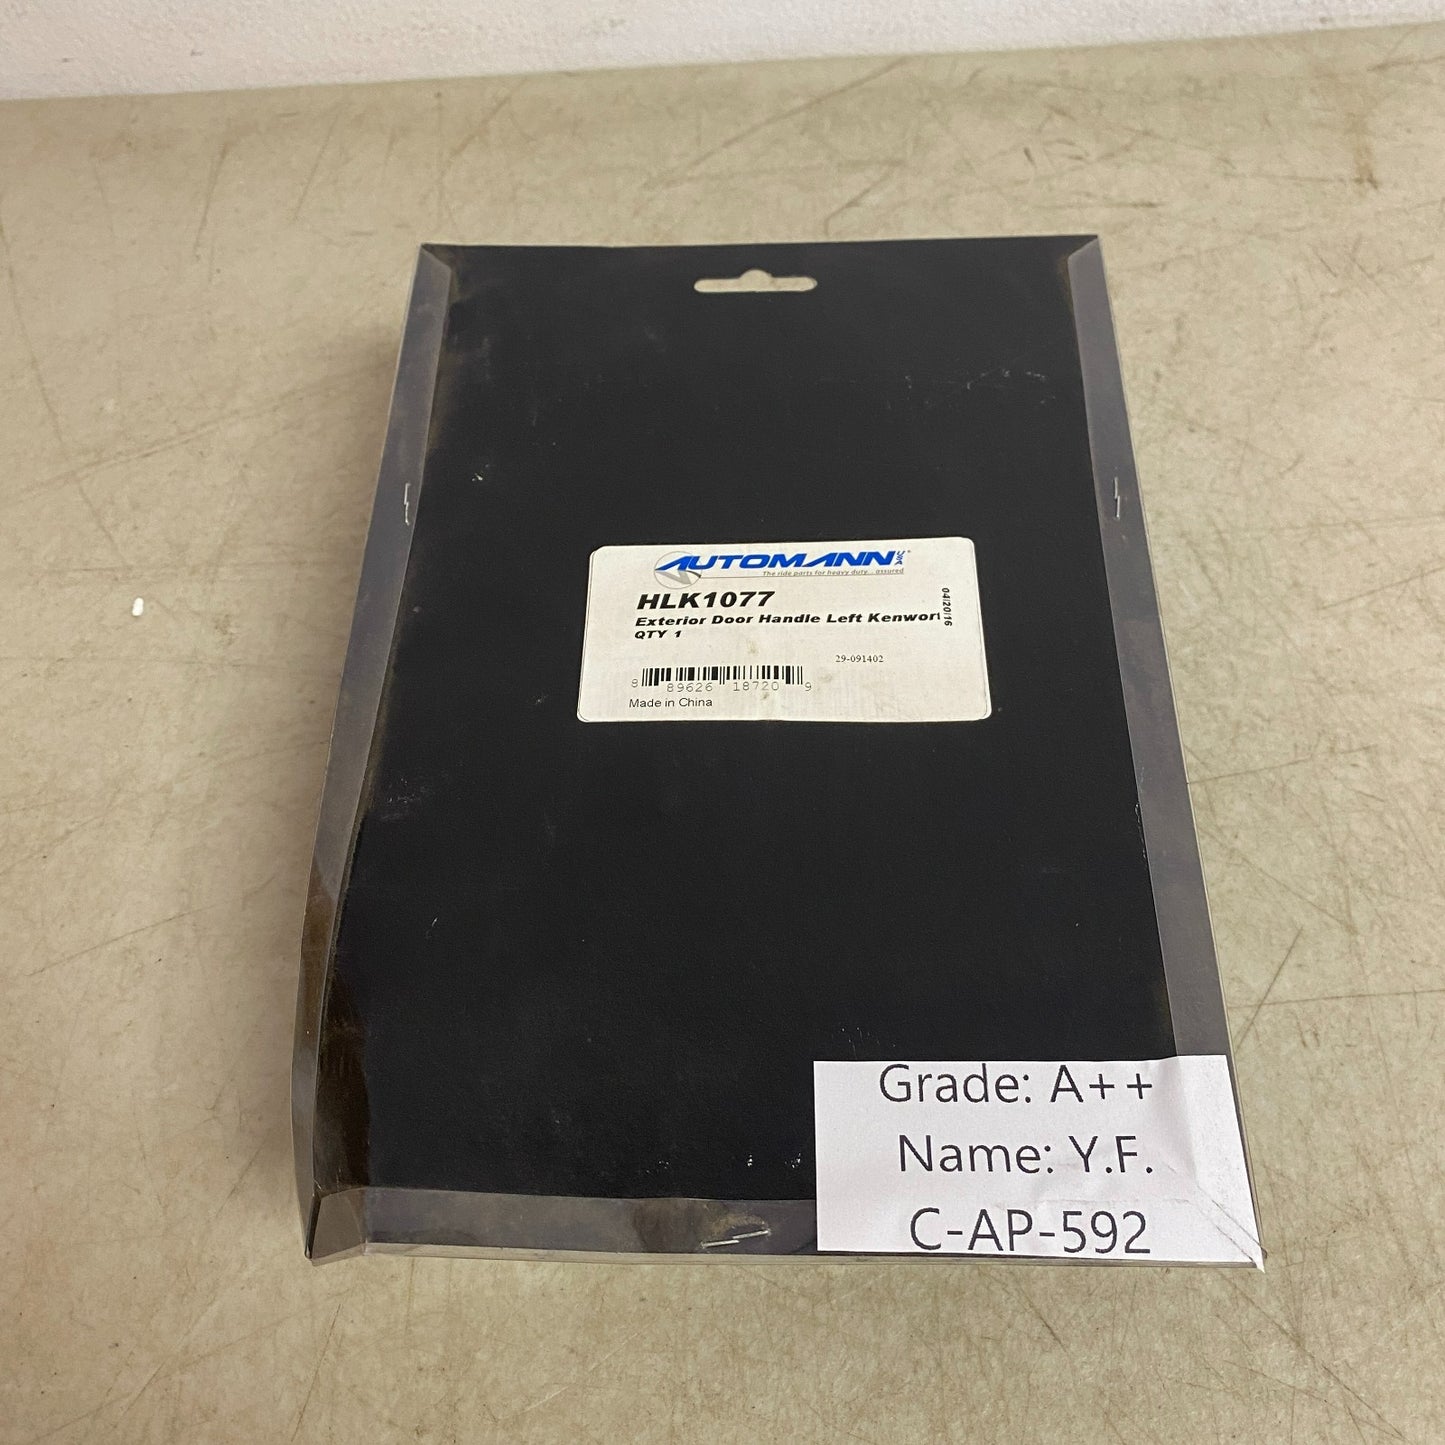 AUTOMANN
The ride parts for heavy duty... assured
HLK1077
Exterior Door Handle Left Kenwort
QTY 1
04/20/16
29-091402
8 89626 18720 9
Made in China
Grade: A++
Name: Y.F.
C-AP-592